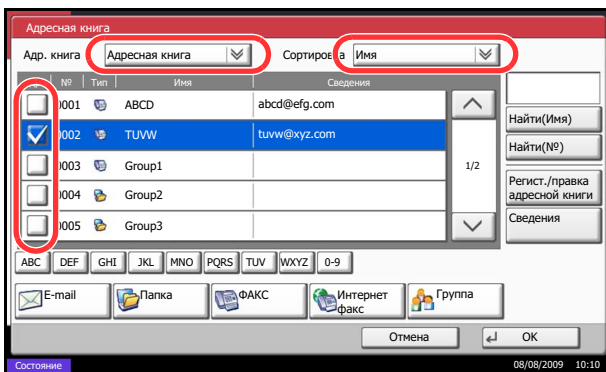 Адресная книга
Адр. книга Адресная книга Сортировка Имя
№ Тип Имя Сведения
0001 ABCD abcd@efg.com
0002 TUVW tuvw@xyz.com
0003 Group1
0004 Group2
0005 Group3
1/2
Найти(Имя)
Найти(№)
Регист./правка
адресной книги
Сведения
ABC DEF GHI JKL MNO PQRS TUV WXYZ 0-9
E-mail Папка ФАКС Интернет
факс Группа
Отмена OK
Состояние 08/08/2009 10:10